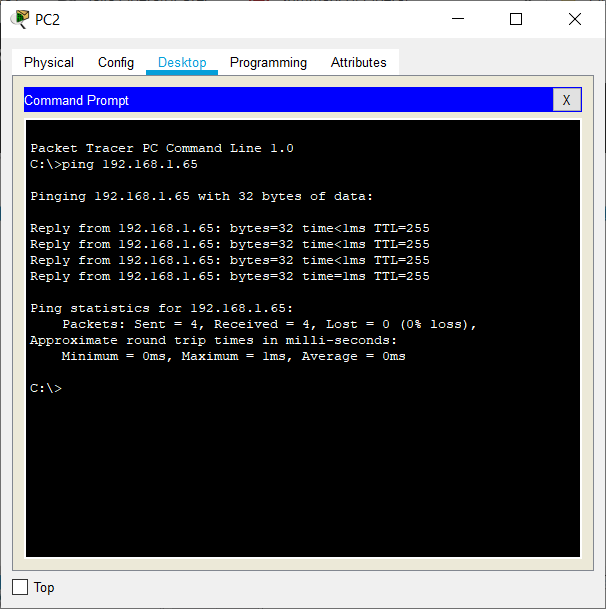 PC2
Physical Config Desktop Programming Attributes
Command Prompt X
Packet Tracer PC Command Line 1.0
C:\>ping 192.168.1.65
Pinging 192.168.1.65 with 32 bytes of data:
Reply from 192.168.1.65: bytes=32 time<1ms TTL=255
Reply from 192.168.1.65: bytes=32 time<1ms TTL=255
Reply from 192.168.1.65: bytes=32 time<1ms TTL=255
Reply from 192.168.1.65: bytes=32 time=1ms TTL=255
Ping statistics for 192.168.1.65:
    Packets: Sent = 4, Received = 4, Lost = 0 (0% loss),
Approximate round trip times in milli-seconds:
    Minimum = 0ms, Maximum = 1ms, Average = 0ms
C:\>
Top